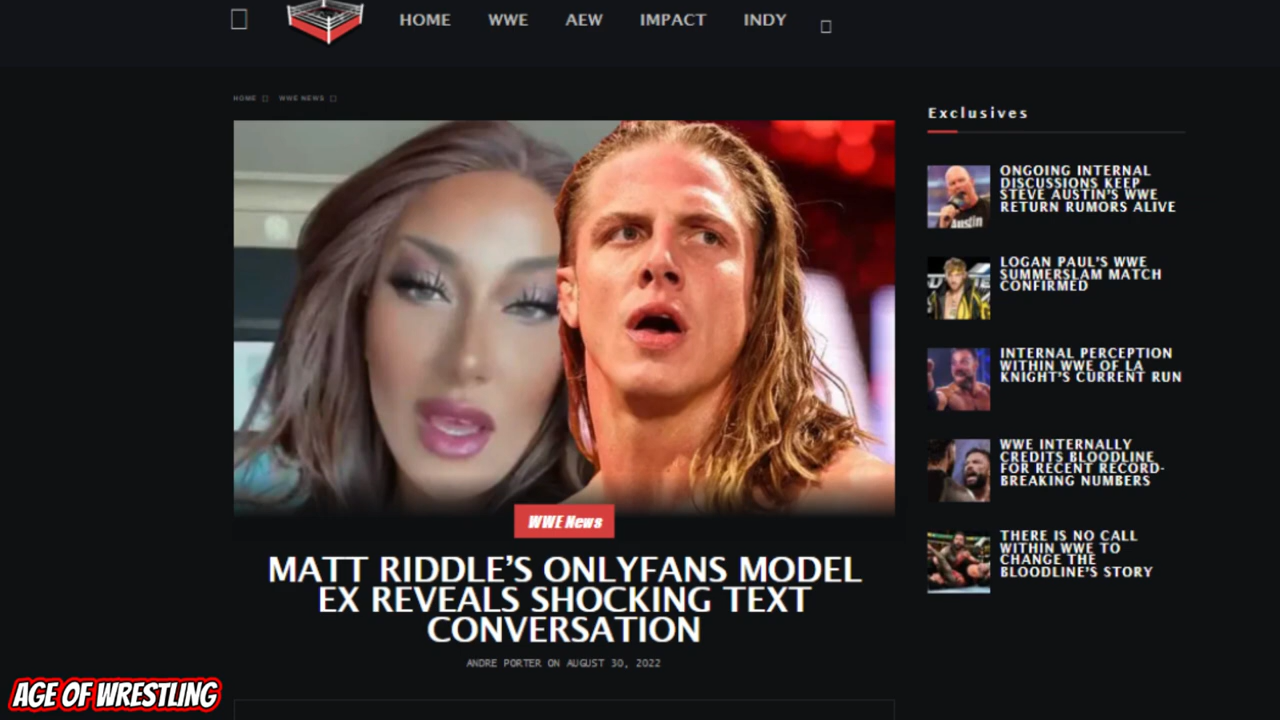 HOME WWE AEW IMPACT INDY
HOME WWE NEWS
Exclusives
ONGOING INTERNAL
DISCUSSIONS KEEP
STEVE AUSTIN'S WWE
RETURN RUMORS ALIVE
LOGAN PAUL'S WWE
SUMMERSLAM MATCH
CONFIRMED
INTERNAL PERCEPTION
WITHIN WWE OF LA
KNIGHT'S CURRENT RUN
WWE INTERNALLY
CREDITS BLOODLINE
FOR RECENT RECORD-
BREAKING NUMBERS
THERE IS NO CALL
WITHIN WWE TO
CHANGE THE
BLOODLINE'S STORY
Austin
WWE News
MATT RIDDLE'S ONLYFANS MODEL
EX REVEALS SHOCKING TEXT
CONVERSATION
ANDRE PORTER ON AUGUST 30, 2022
AGE OF WRESTLING